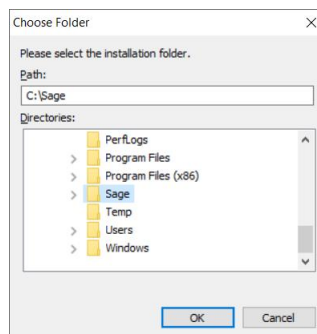 Choose Folder
Please select the installation folder.
Path:
C:\Sage
Directories:
PerfLogs
Program Files
Program Files (x86)
Sage
Temp
Users
Windows
OK Cancel